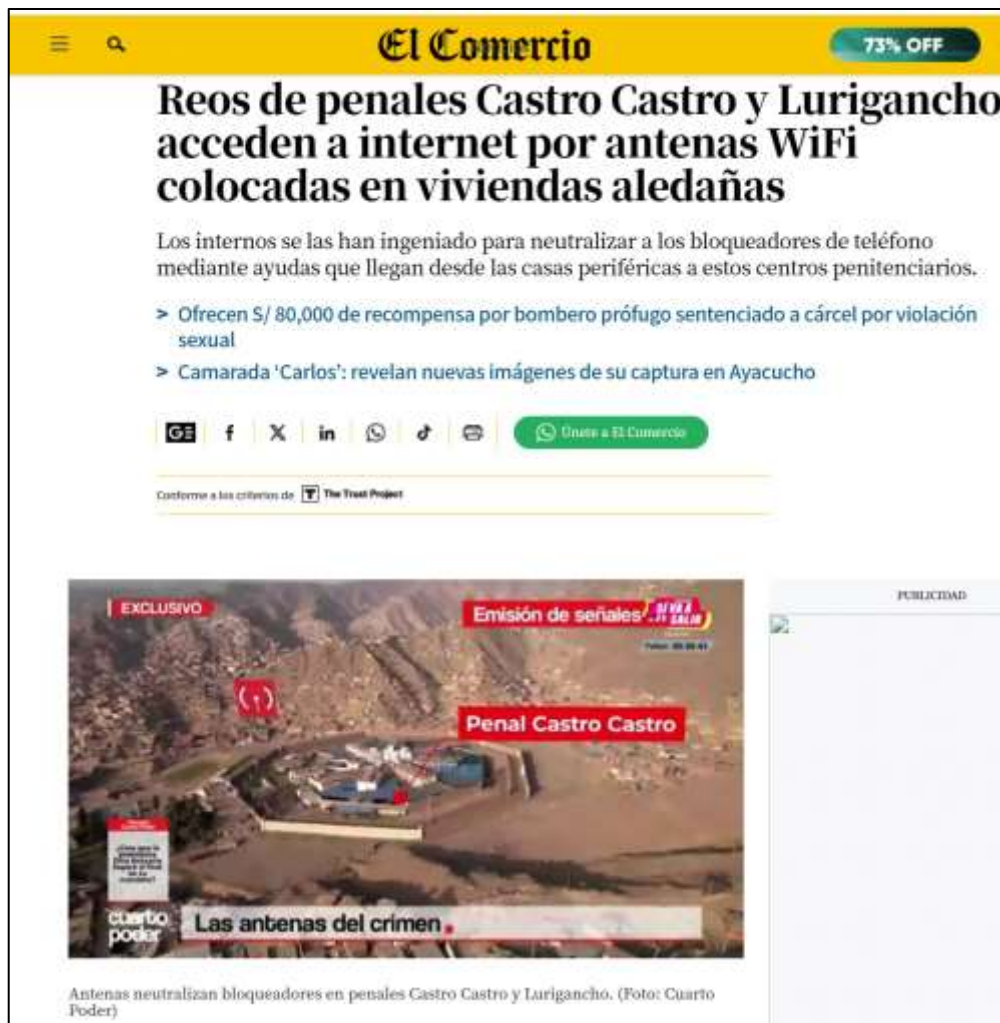 El Comercio
73% OFF
Reos de penales Castro Castro y Lurigancho
acceden a internet por antenas WiFi
colocadas en viviendas aledañas
Los internos se las han ingeniado para neutralizar a los bloqueadores de teléfono
mediante ayudas que llegan desde las casas periféricas a estos centros penitenciarios.
> Ofrecen S/ 80,000 de recompensa por bombero prófugo sentenciado a cárcel por violación
sexual
> Camarada ‘Carlos’: revelan nuevas imágenes de su captura en Ayacucho
Únete a El Comercio
Conforme a los criterios de The Trust Project
PUBLICIDAD
EXCLUSIVO
Emisión de señales
Penal Castro Castro
cuarto
poder
Las antenas del crimen
Antenas neutralizan bloqueadores en penales Castro Castro y Lurigancho. (Foto: Cuarto
Poder)